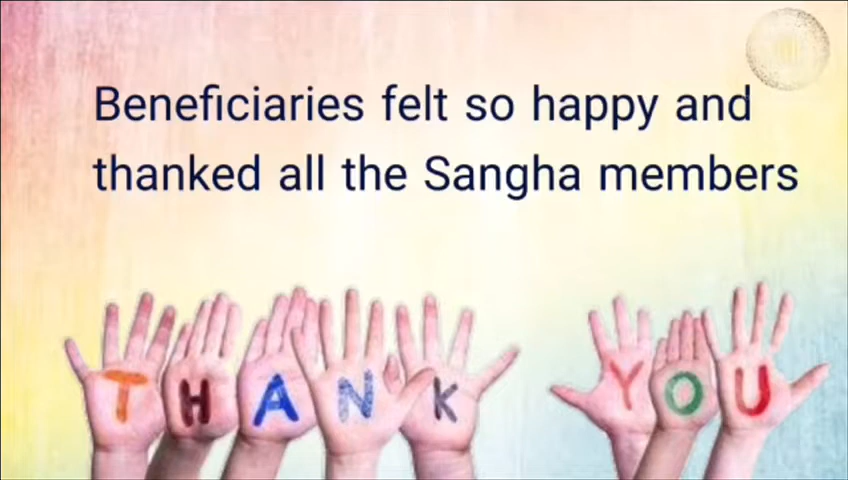 Beneficiaries felt so happy and
thanked all the Sangha members
THANK YOU